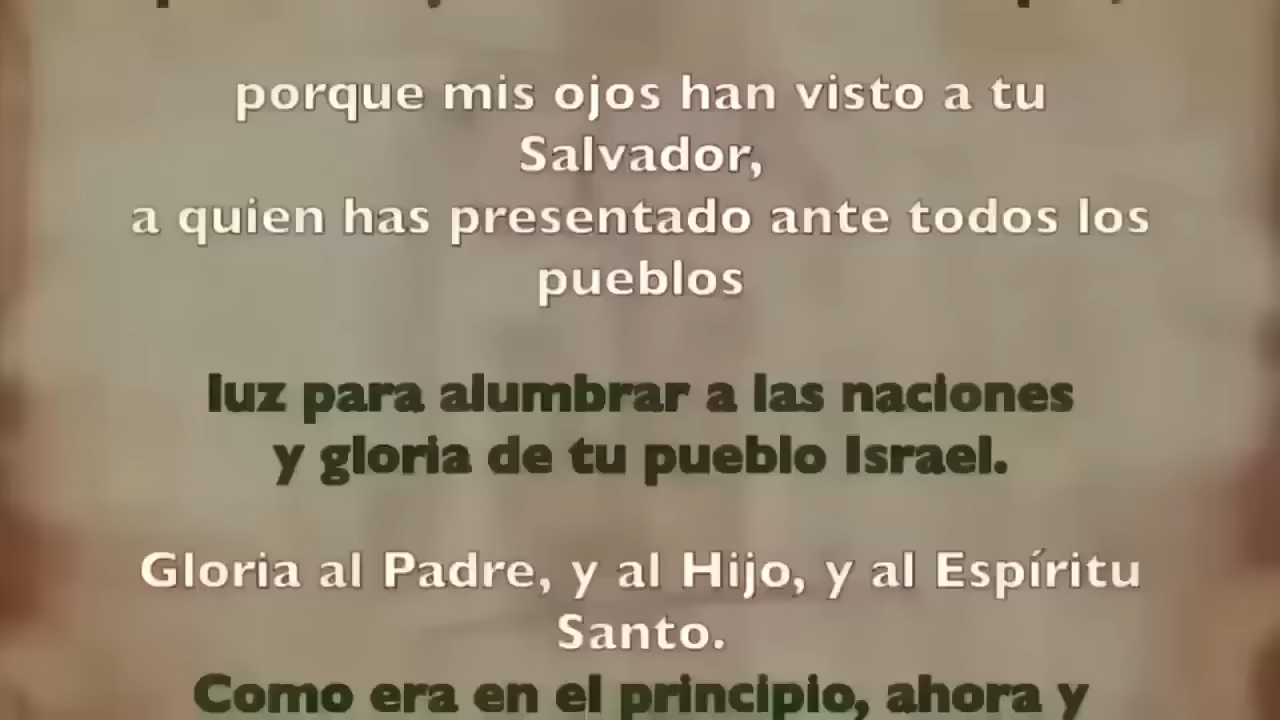 porque mis ojos han visto a tu
Salvador,
a quien has presentado ante todos los
pueblos
luz para alumbrar a las naciones
y gloria de tu pueblo Israel.
Gloria al Padre, y al Hijo, y al Espíritu
Santo.
Como era en el principio, ahora y